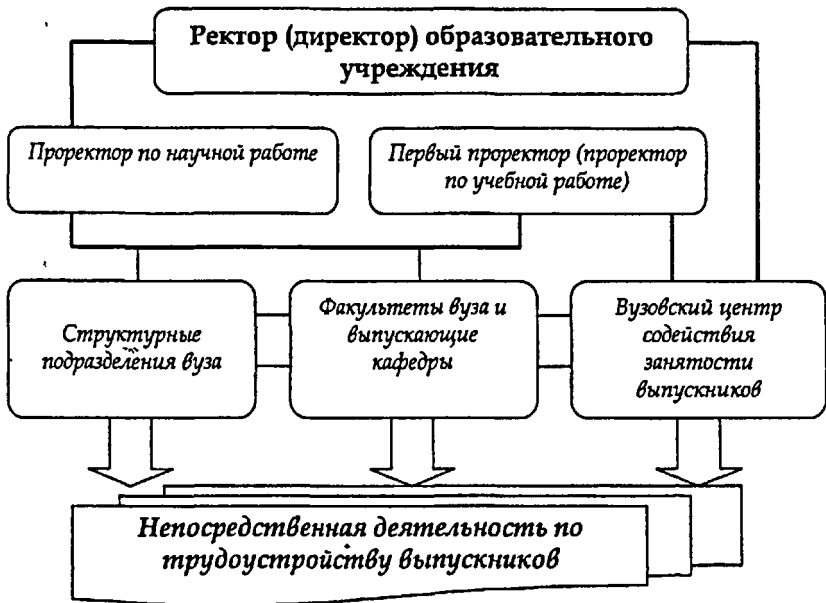 Ректор (директор) образовательного
учреждения
Проректор по научной работе
Первый проректор (проректор
по учебной работе)
Структурные
подразделения вуза
Факультеты вуза и
выпускающие
кафедры
Вузовский центр
содействия
занятости
выпускников
Непосредственная деятельность по
трудоустройству выпускников